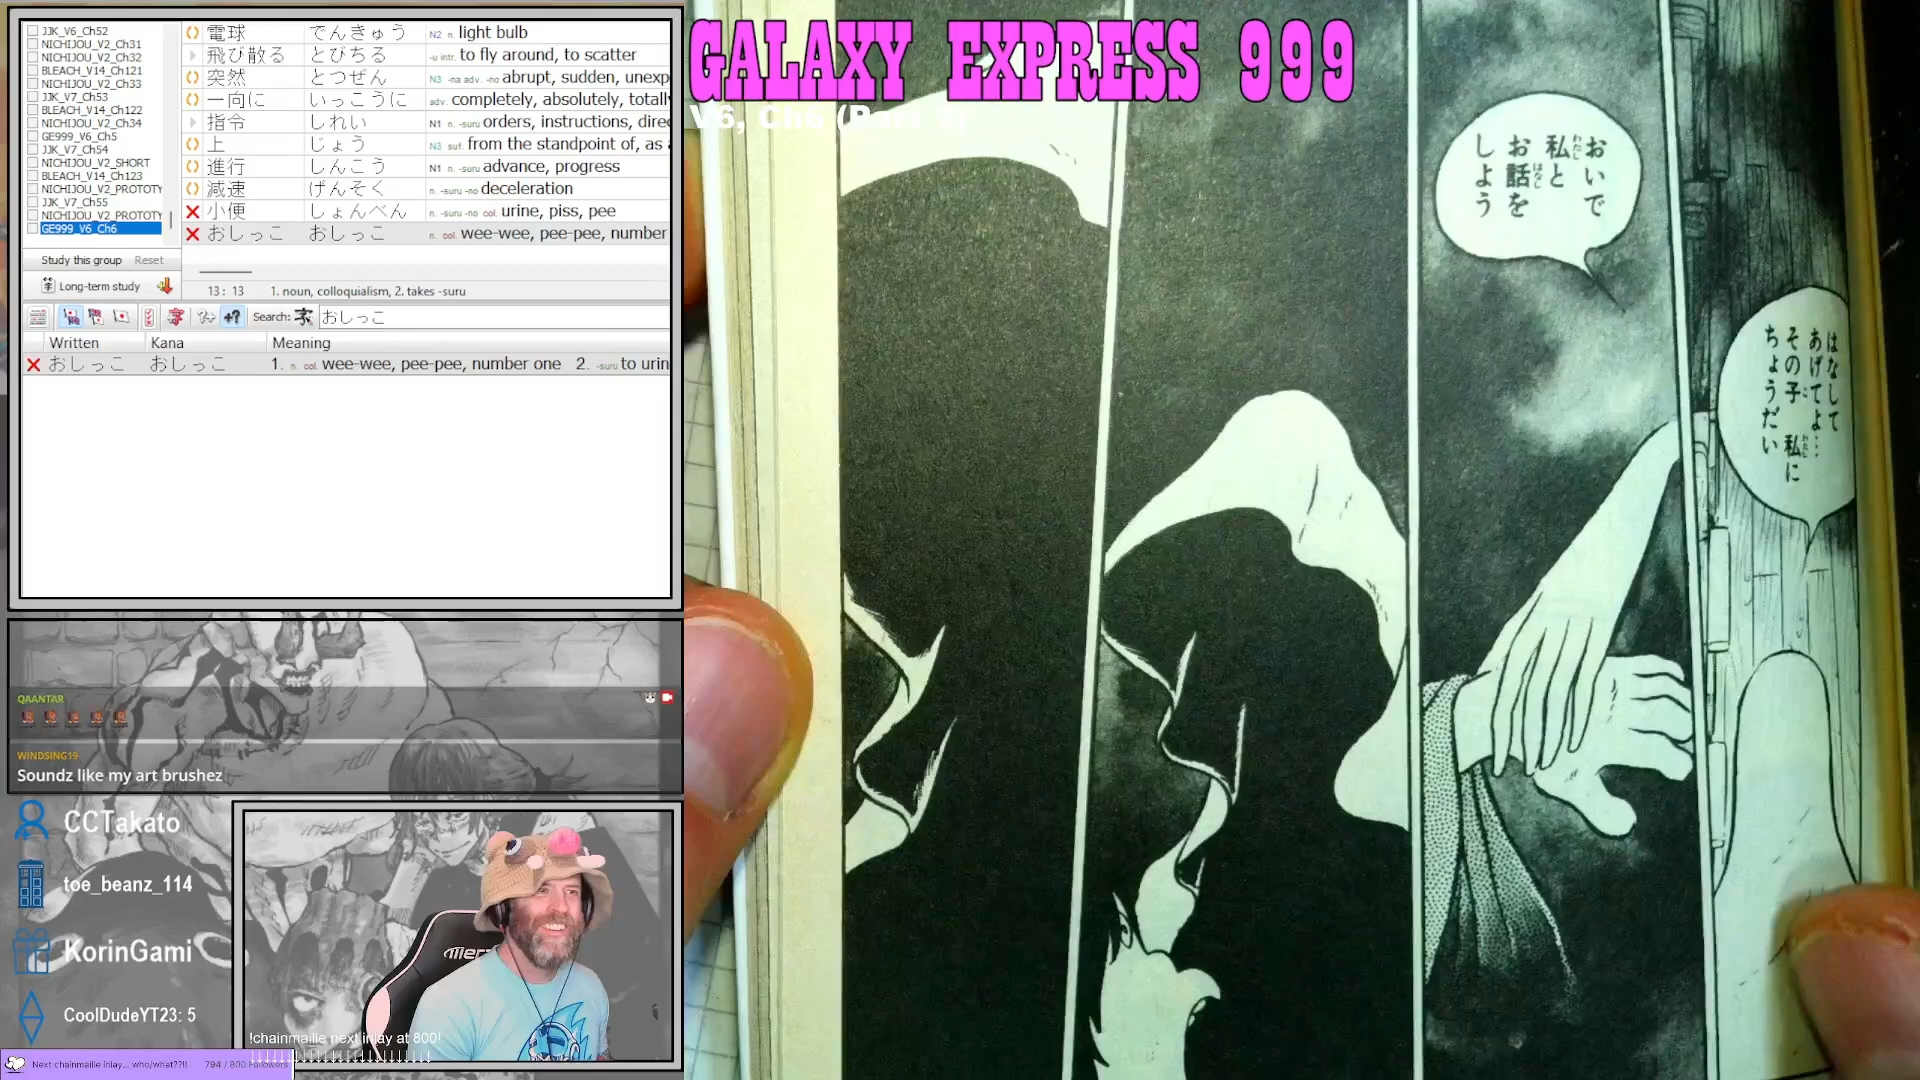 JJK_V6_Ch52
NICHIJOU_V2_Ch31
NICHIJOU_V2_Ch32
BLEACH_V14_Ch121
NICHIJOU_V2_Ch33
JJK_V7_Ch53
BLEACH_V14_Ch122
NICHIJOU_V2_Ch34
GE999_V6_Ch5
JJK_V7_Ch54
NICHIJOU_V2_SHORT
BLEACH_V14_Ch123
NICHIJOU_V2_PROTOTY
JJK_V7_Ch55
NICHIJOU_V2_PROTOTY
GE999_V6_Ch6
Study this group Reset
Long-term study
電球 でんきゅう N2 n. light bulb
飛び散る とびちる -u intr. to fly around, to scatter
突然 とつぜん N3 -na adv. -no abrupt, sudden, unexp
一向に いっこうに adv. completely, absolutely, totall
指令 しれい N1 n. -suru orders, instructions, dire
上 じょう N3 suf. from the standpoint of, as
進行 しんこう N1 n. -suru advance, progress
減速 げんそく n. -suru -no deceleration
小便 しょんべん n. -suru -no col. urine, piss, pee
おしっこ おしっこ n. col. wee-wee, pee-pee, number
13: 13 1. noun, colloquialism, 2. takes -suru
Search: おしっこ
Written Kana Meaning
おしっこ おしっこ 1. n. col. wee-wee, pee-pee, number one 2. -suru to urin
QAANTAR
WINDSING19
Soundz like my art brushez
CCTakato
toe_beanz_114
KorinGami
CoolDudeYT23: 5
!chainmaille next inlay at 800!
Next chainmaille inlay... who/what??!! 794 / 800 Followers
GALAXY EXPRESS 999
V6, Ch6 (Part 1)
はなして
あげてよ…
その子 私に
ちょうだい
おいで
私と
お話を
しよう